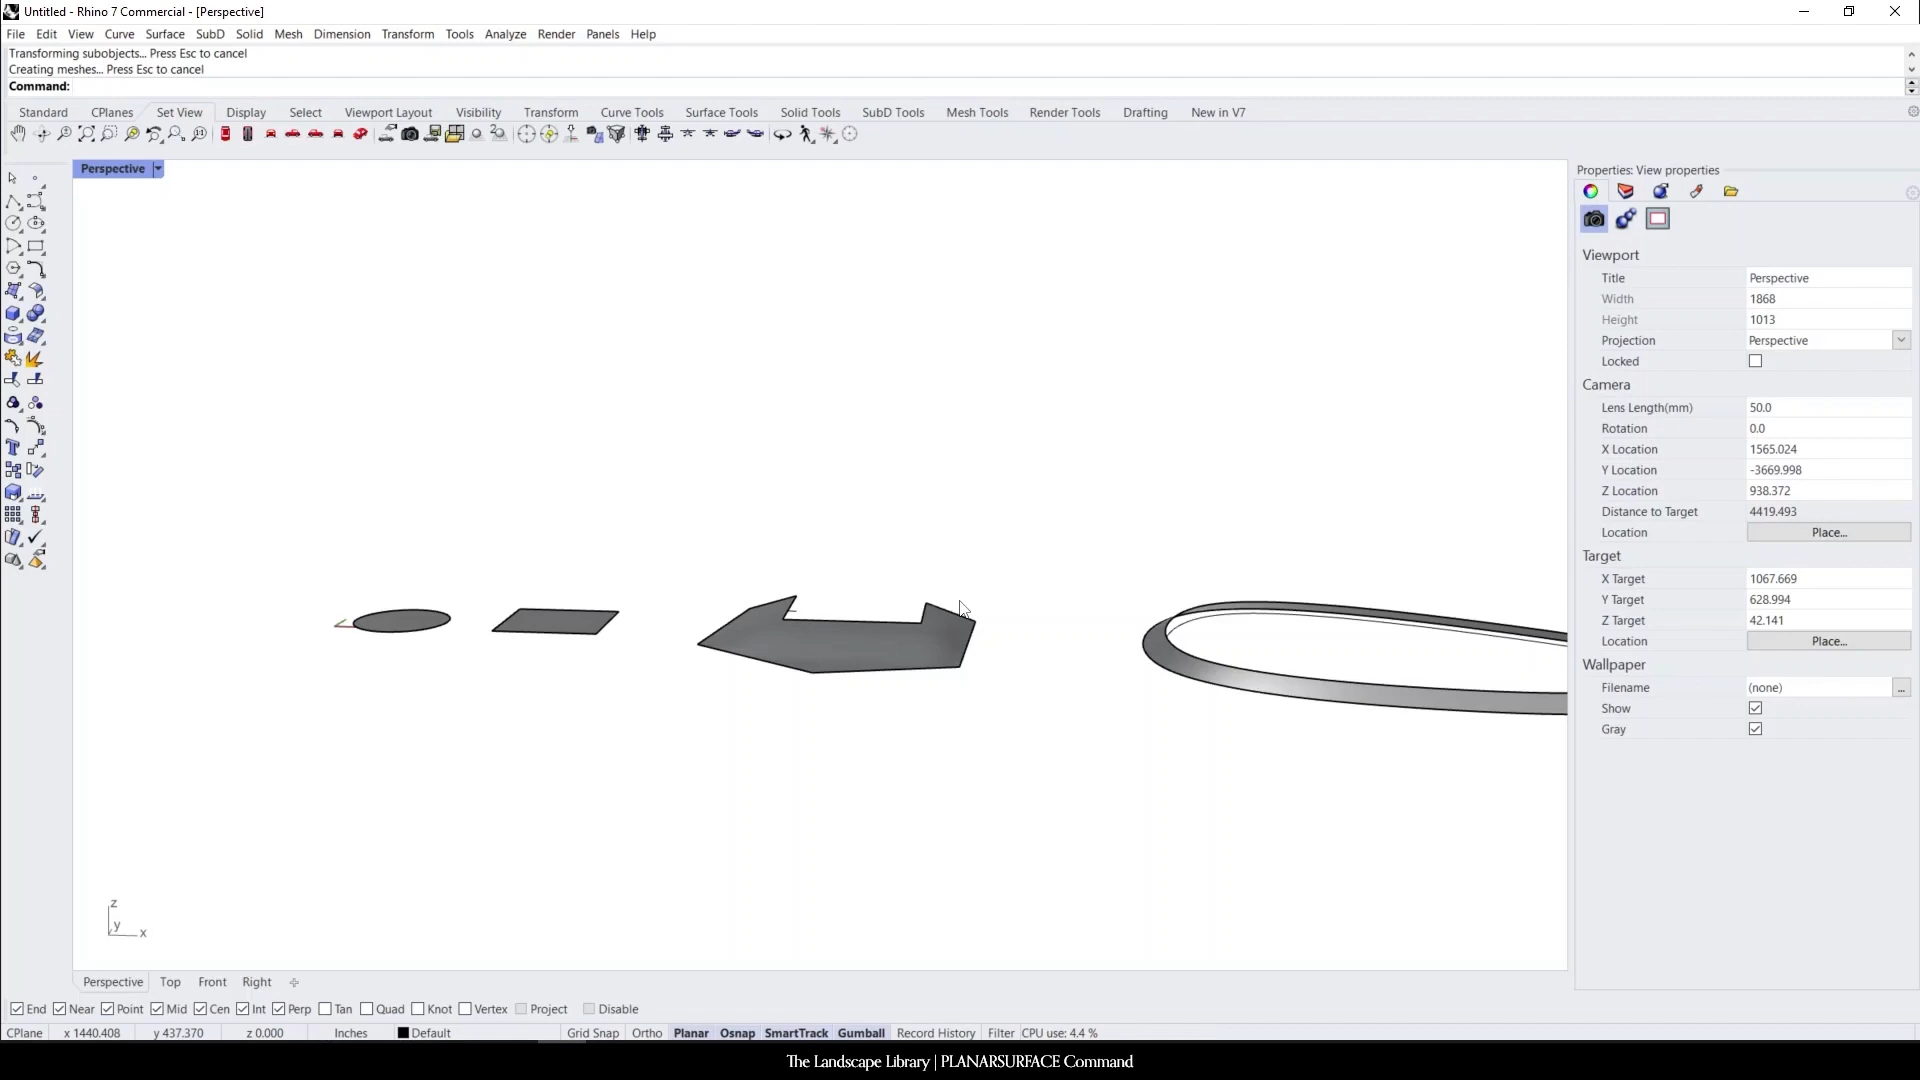 Untitled - Rhino 7 Commercial - [Perspective]
File Edit View Curve Surface SubD Solid Mesh Dimension Transform Tools Analyze Render Panels Help
Transforming subobjects... Press Esc to cancel
Creating meshes... Press Esc to cancel
Command:
Standard CPlanes Set View Display Select Viewport Layout Visibility Transform Curve Tools Surface Tools Solid Tools SubD Tools Mesh Tools Render Tools Drafting New in V7
Perspective
Properties: View properties
Viewport
Title Perspective
Width 1868
Height 1013
Projection Perspective
Locked
Camera
Lens Length(mm) 50.0
Rotation 0.0
X Location 1565.024
Y Location -3669.998
Z Location 938.372
Distance to Target 4419.493
Location Place...
Target
X Target 1067.669
Y Target 628.994
Z Target 42.141
Location Place...
Wallpaper
Filename (none) ...
Show
Gray
z
y
x
Perspective Top Front Right
End Near Point Mid Cen Int Perp Tan Quad Knot Vertex Project Disable
CPlane x 1440.408 y 437.370 z 0.000 Inches Default Grid Snap Ortho Planar Osnap SmartTrack Gumball Record History Filter CPU use: 4.4 %
The Landscape Library | PLANARSURFACE Command